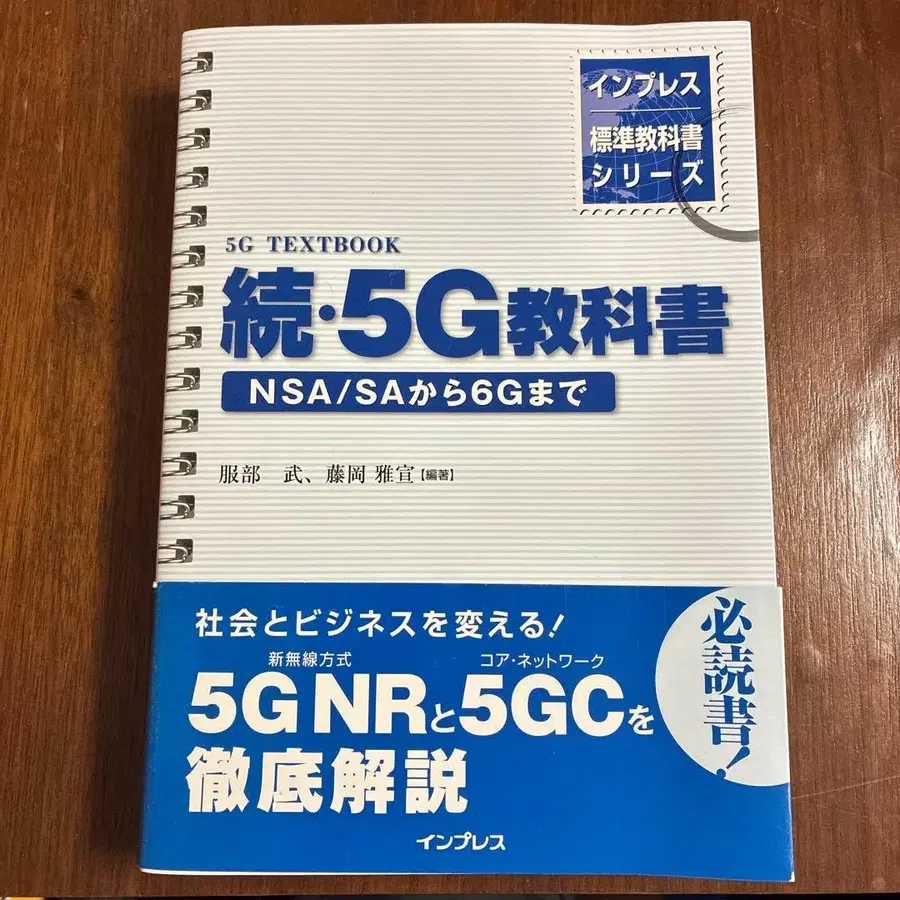 インプレス
標準教科書
シリーズ
5G TEXTBOOK
続・5G教科書
NSA/SAから6Gまで
服部 武、藤岡 雅宣【編著】
社会とビジネスを変える!
新無線方式 コア・ネットワーク
5G NRと5GCを
徹底解説
必読書!
インプレス